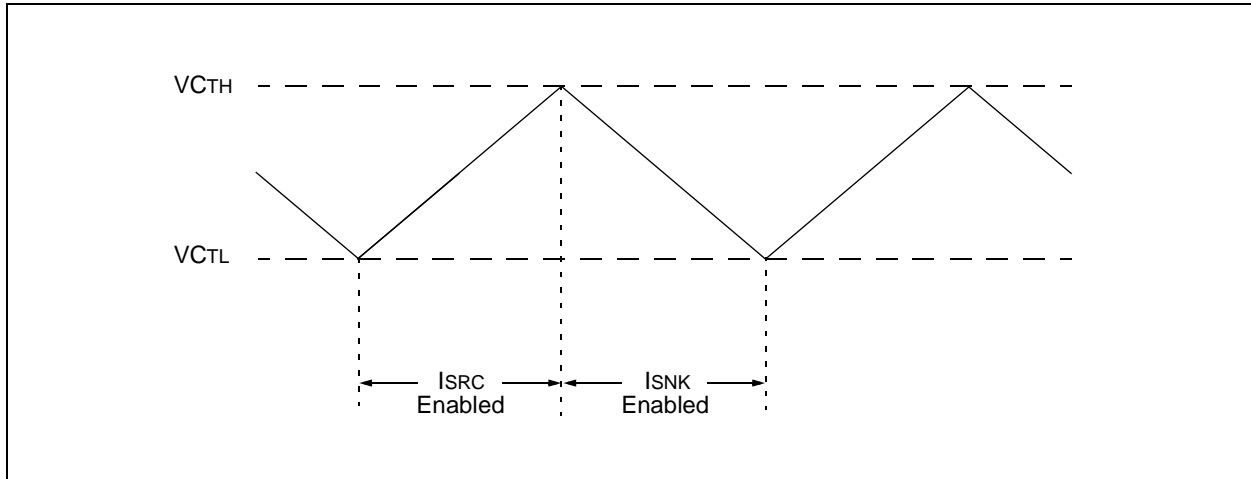 VCTH
VCTL
ISRC
Enabled
ISNK
Enabled